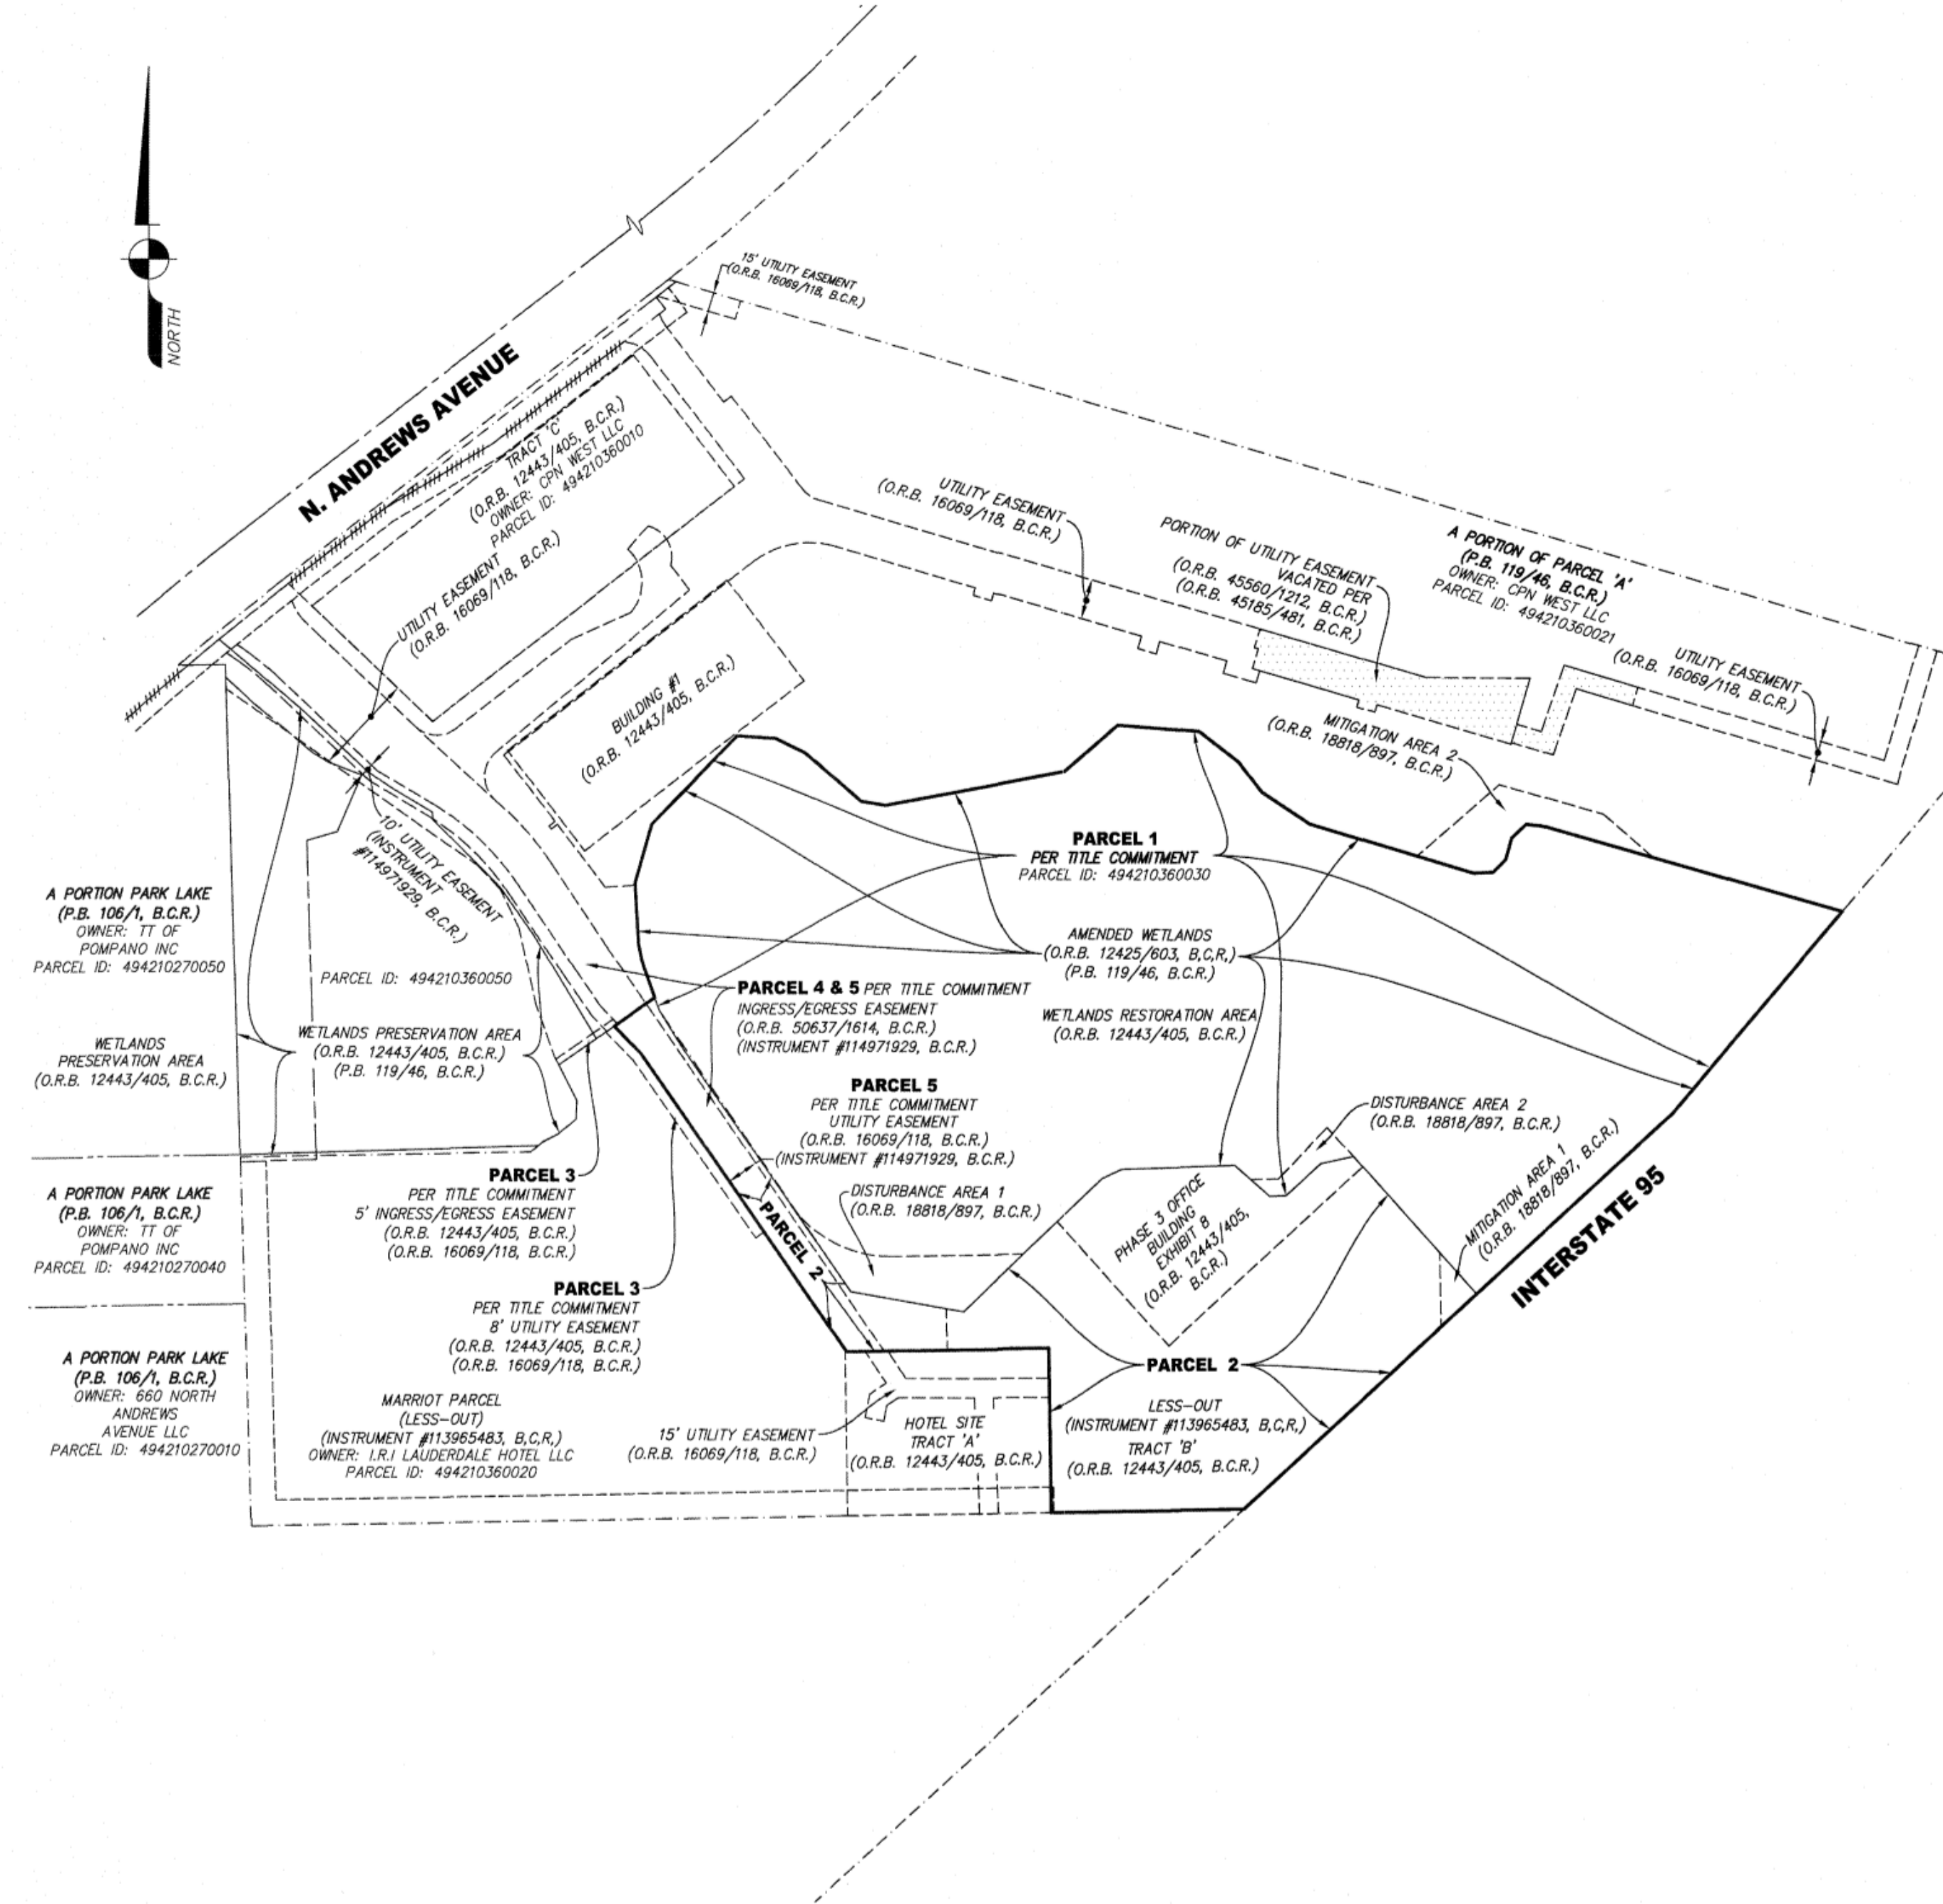 NORTH
N. ANDREWS AVENUE
15' UTILITY EASEMENT
(O.R.B. 16069/118, B.C.R.)
TRACT 'C'
(O.R.B. 12443/405, B.C.R.)
OWNER: CPN WEST LLC
PARCEL ID: 494210360010
UTILITY EASEMENT
(O.R.B. 16069/118, B.C.R.)
BUILDING #1
(O.R.B. 12443/405, B.C.R.)
UTILITY EASEMENT
(O.R.B. 16069/118, B.C.R.)
PORTION OF UTILITY EASEMENT
VACATED PER
(O.R.B. 45560/1212, B.C.R.)
(O.R.B. 45185/481, B.C.R.)
A PORTION OF PARCEL 'A'
(P.B. 119/46, B.C.R.)
OWNER: CPN WEST LLC
PARCEL ID: 494210360021
UTILITY EASEMENT
(O.R.B. 16069/118, B.C.R.)
MITIGATION AREA 2
(O.R.B. 18818/897, B.C.R.)
10' UTILITY EASEMENT
(INSTRUMENT
#114971929, B.C.R.)
PARCEL 1
PER TITLE COMMITMENT
PARCEL ID: 494210360030
AMENDED WETLANDS
(O.R.B. 12425/603, B,C,R,)
(P.B. 119/46, B.C.R.)
WETLANDS RESTORATION AREA
(O.R.B. 12443/405, B.C.R.)
A PORTION PARK LAKE
(P.B. 106/1, B.C.R.)
OWNER: TT OF
POMPANO INC
PARCEL ID: 494210270050
PARCEL ID: 494210360050
WETLANDS
PRESERVATION AREA
(O.R.B. 12443/405, B.C.R.)
WETLANDS PRESERVATION AREA
(O.R.B. 12443/405, B.C.R.)
(P.B. 119/46, B.C.R.)
PARCEL 4 & 5 PER TITLE COMMITMENT
INGRESS/EGRESS EASEMENT
(O.R.B. 50637/1614, B.C.R.)
(INSTRUMENT #114971929, B.C.R.)
PARCEL 5
PER TITLE COMMITMENT
UTILITY EASEMENT
(O.R.B. 16069/118, B.C.R.)
(INSTRUMENT #114971929, B.C.R.)
DISTURBANCE AREA 2
(O.R.B. 18818/897, B.C.R.)
MITIGATION AREA 1
(O.R.B. 18818/897, B.C.R.)
INTERSTATE 95
DISTURBANCE AREA 1
(O.R.B. 18818/897, B.C.R.)
PHASE 3 OFFICE
BUILDING
EXHIBIT B
(O.R.B. 12443/405,
B.C.R.)
PARCEL 2
PARCEL 3
PER TITLE COMMITMENT
5' INGRESS/EGRESS EASEMENT
(O.R.B. 12443/405, B.C.R.)
(O.R.B. 16069/118, B.C.R.)
A PORTION PARK LAKE
(P.B. 106/1, B.C.R.)
OWNER: TT OF
POMPANO INC
PARCEL ID: 494210270040
PARCEL 3
PER TITLE COMMITMENT
8' UTILITY EASEMENT
(O.R.B. 12443/405, B.C.R.)
(O.R.B. 16069/118, B.C.R.)
A PORTION PARK LAKE
(P.B. 106/1, B.C.R.)
OWNER: 660 NORTH
ANDREWS
AVENUE LLC
PARCEL ID: 494210270010
MARRIOT PARCEL
(LESS-OUT)
(INSTRUMENT #113965483, B,C,R,)
OWNER: I.R.I LAUDERDALE HOTEL LLC
PARCEL ID: 494210360020
15' UTILITY EASEMENT
(O.R.B. 16069/118, B.C.R.)
HOTEL SITE
TRACT 'A'
(O.R.B. 12443/405, B.C.R.)
PARCEL 2
LESS-OUT
(INSTRUMENT #113965483, B,C,R,)
TRACT 'B'
(O.R.B. 12443/405, B.C.R.)